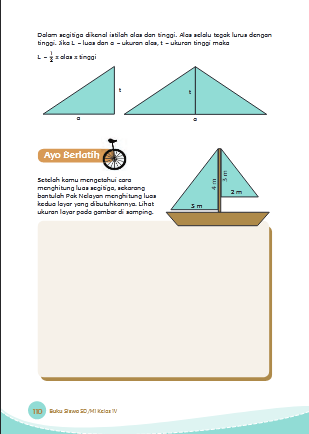 Dalam segitiga dikenal istilah alas dan tinggi. Alas selalu tegak lurus dengan
tinggi. Jika L = luas dan a = ukuran alas, t = ukuran tinggi maka
L = 1/2 x alas x tinggi
t
t
a
a
Ayo Berlatih
Setelah kamu mengetahui cara
menghitung luas segitiga, sekarang
bantulah Pak Nelayan menghitung luas
kedua layar yang dibutuhkannya. Lihat
ukuran layar pada gambar di samping.
4 m
3 m
2 m
3 m
110
Buku Siswa SD/MI Kelas IV